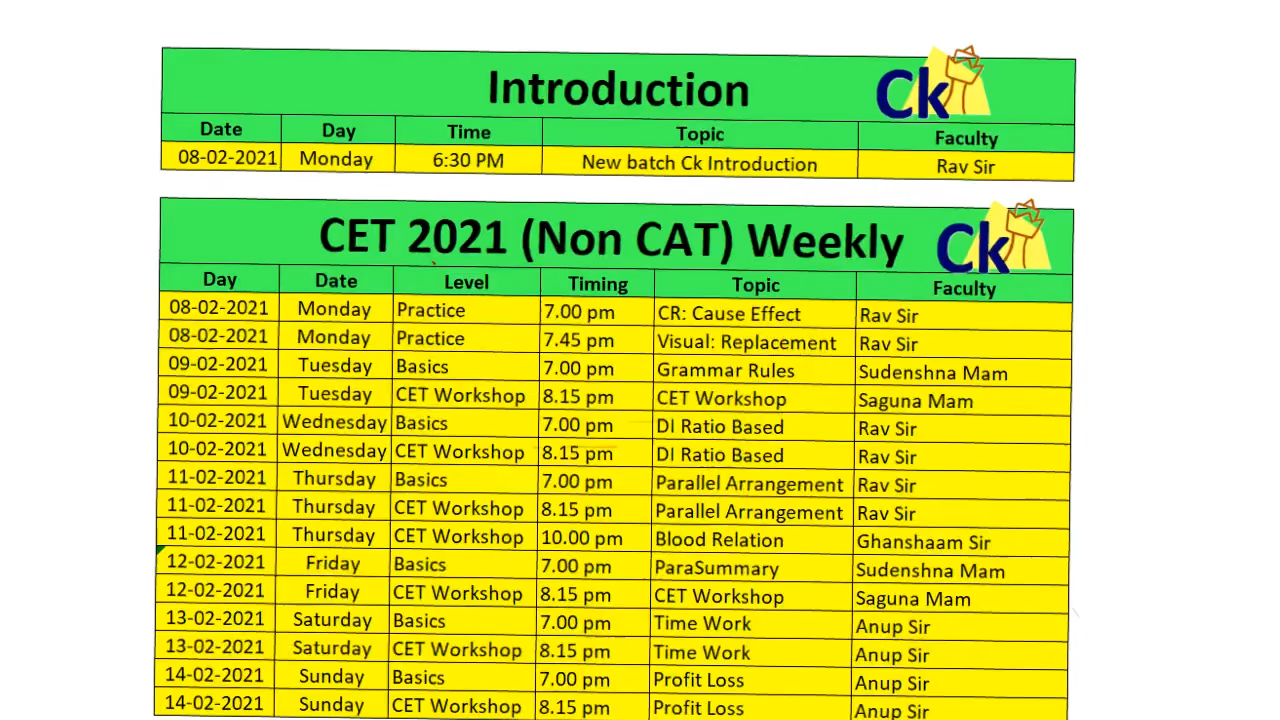 Introduction Ck
Date Day Time Topic Faculty
08-02-2021 Monday 6:30 PM New batch Ck Introduction Rav Sir
CET 2021 (Non CAT) Weekly Ck
Day Date Level Timing Topic Faculty
08-02-2021 Monday Practice 7.00 pm CR: Cause Effect Rav Sir
08-02-2021 Monday Practice 7.45 pm Visual: Replacement Rav Sir
09-02-2021 Tuesday Basics 7.00 pm Grammar Rules Sudenshna Mam
09-02-2021 Tuesday CET Workshop 8.15 pm CET Workshop Saguna Mam
10-02-2021 Wednesday Basics 7.00 pm DI Ratio Based Rav Sir
10-02-2021 Wednesday CET Workshop 8.15 pm DI Ratio Based Rav Sir
11-02-2021 Thursday Basics 7.00 pm Parallel Arrangement Rav Sir
11-02-2021 Thursday CET Workshop 8.15 pm Parallel Arrangement Rav Sir
11-02-2021 Thursday CET Workshop 10.00 pm Blood Relation Ghanshaam Sir
12-02-2021 Friday Basics 7.00 pm ParaSummary Sudenshna Mam
12-02-2021 Friday CET Workshop 8.15 pm CET Workshop Saguna Mam
13-02-2021 Saturday Basics 7.00 pm Time Work Anup Sir
13-02-2021 Saturday CET Workshop 8.15 pm Time Work Anup Sir
14-02-2021 Sunday Basics 7.00 pm Profit Loss Anup Sir
14-02-2021 Sunday CET Workshop 8.15 pm Profit Loss Anup Sir